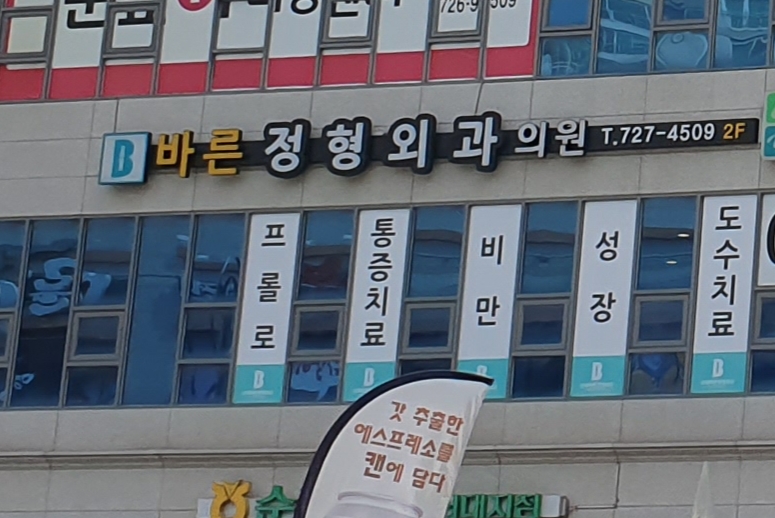 B 바른 정형외과의원 T.727-4509 2F
프롤로
통증치료
비만
성장
도수치료
갓 추출한
에스프레소를
캔에 담다